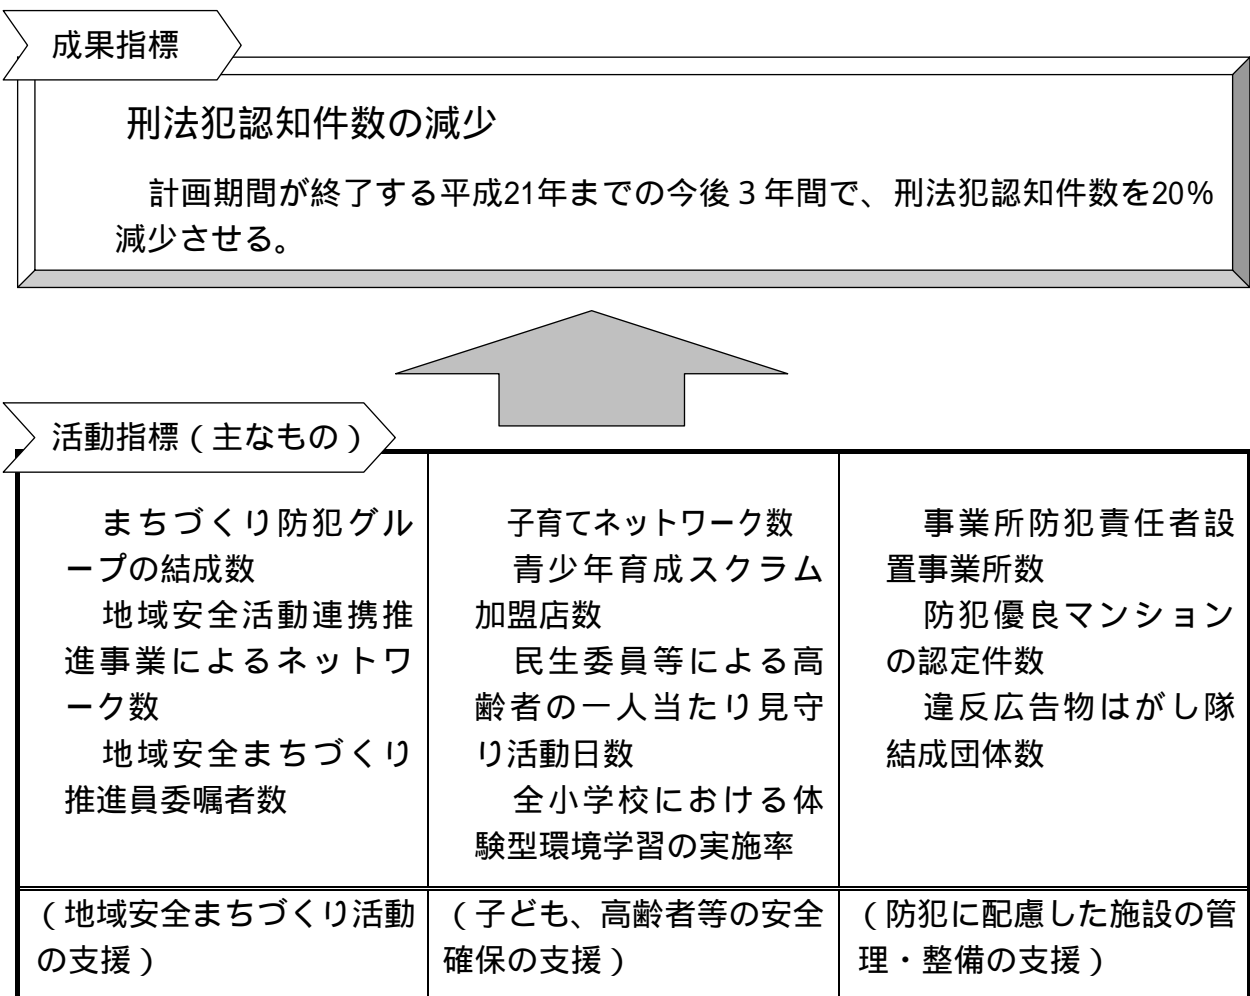 成果指標
刑法犯認知件数の減少
計画期間が終了する平成21年までの今後３年間で、刑法犯認知件数を20%
減少させる。
活動指標（主なもの）
まちづくり防犯グル
ープの結成数
地域安全活動連携推
進事業によるネットワ
ーク数
地域安全まちづくり
推進員委嘱者数
子育てネットワーク数
青少年育成スクラム
加盟店数
民生委員等による高
齢者の一人当たり見守
り活動日数
全小学校における体
験型環境学習の実施率
事業所防犯責任者設
置事業所数
防犯優良マンション
の認定件数
違反広告物はがし隊
結成団体数
（地域安全まちづくり活動
の支援）
（子ども、高齢者等の安全
確保の支援）
（防犯に配慮した施設の管
理・整備の支援）